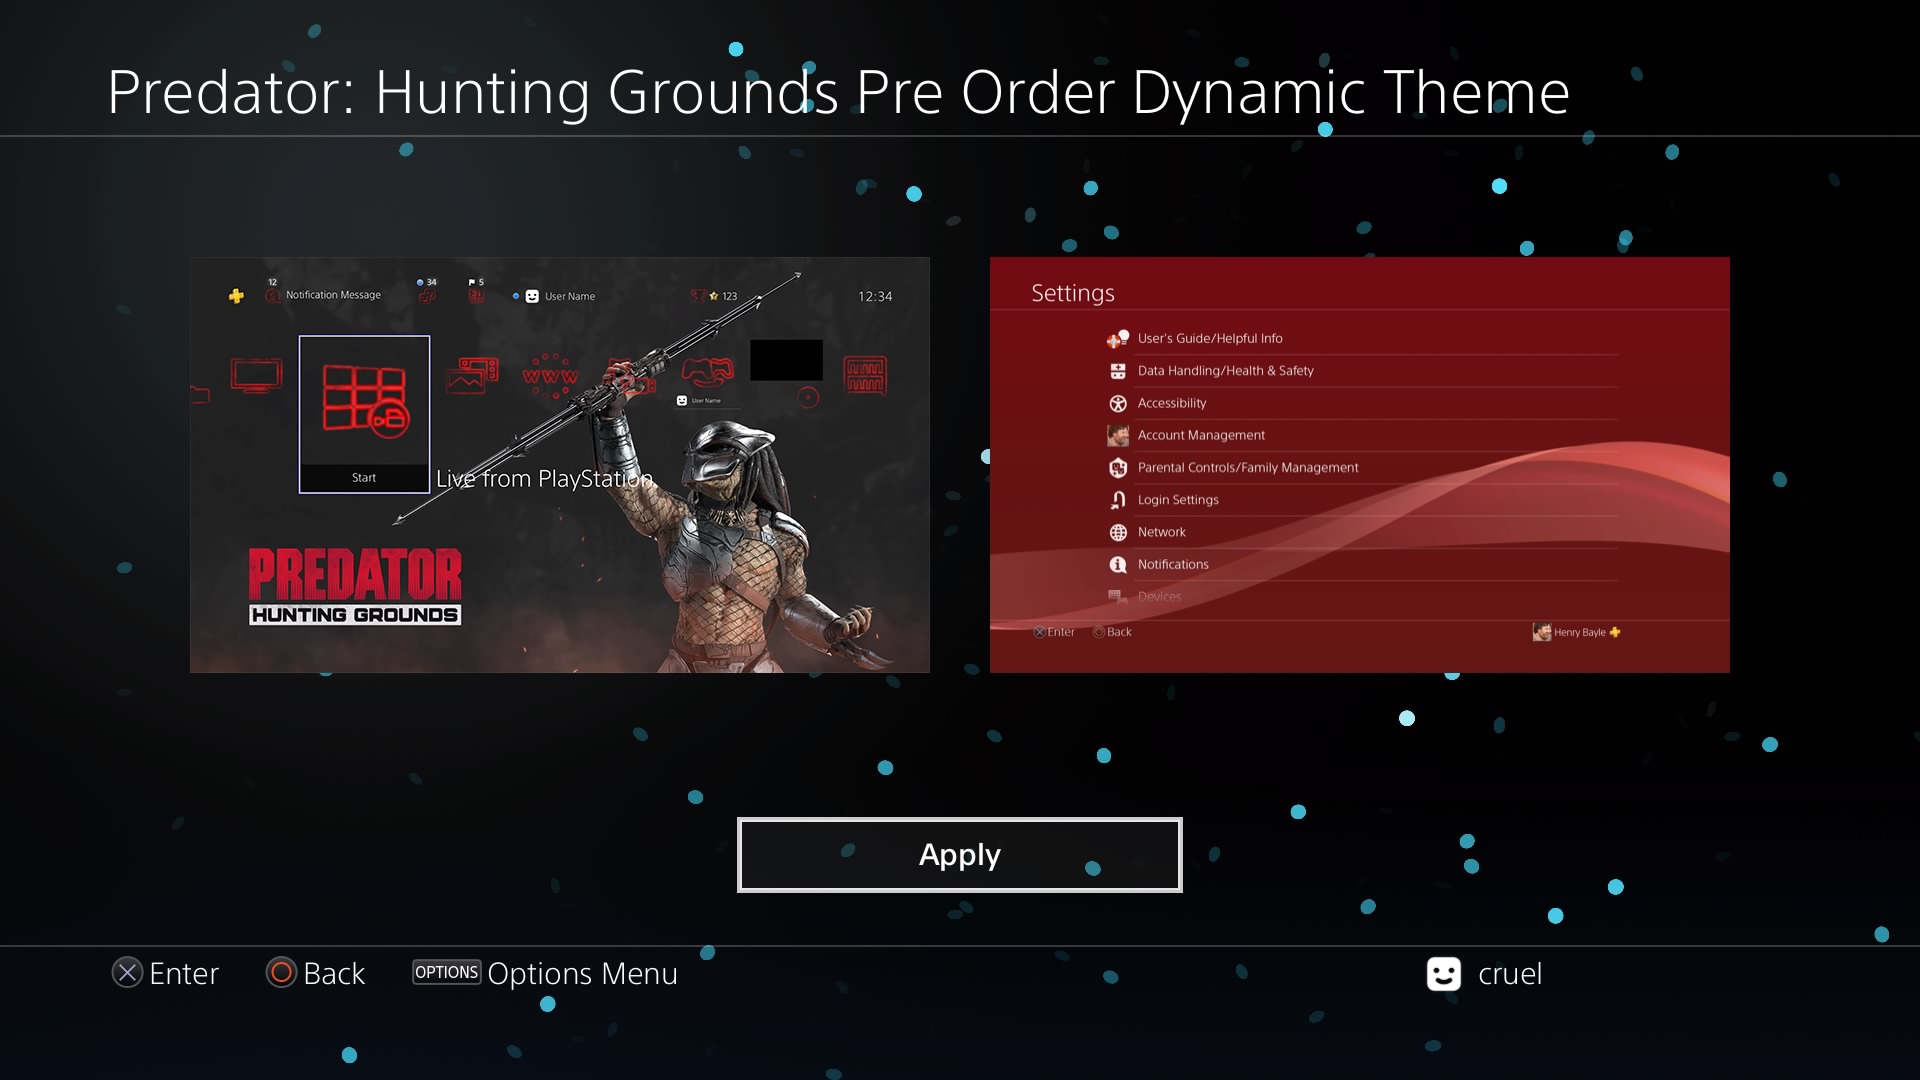 Predator: Hunting Grounds Pre Order Dynamic Theme
12
Notification Message
34
5
User Name
123
12:34
WWW
User Name
Start
Live from PlayStation
PREDATOR
HUNTING GROUNDS
Settings
User's Guide/Helpful Info
Data Handling/Health & Safety
Accessibility
Account Management
Parental Controls/Family Management
Login Settings
Network
Notifications
Devices
Enter
Back
Henry Bayle
Apply
Enter
Back
OPTIONS Options Menu
cruel